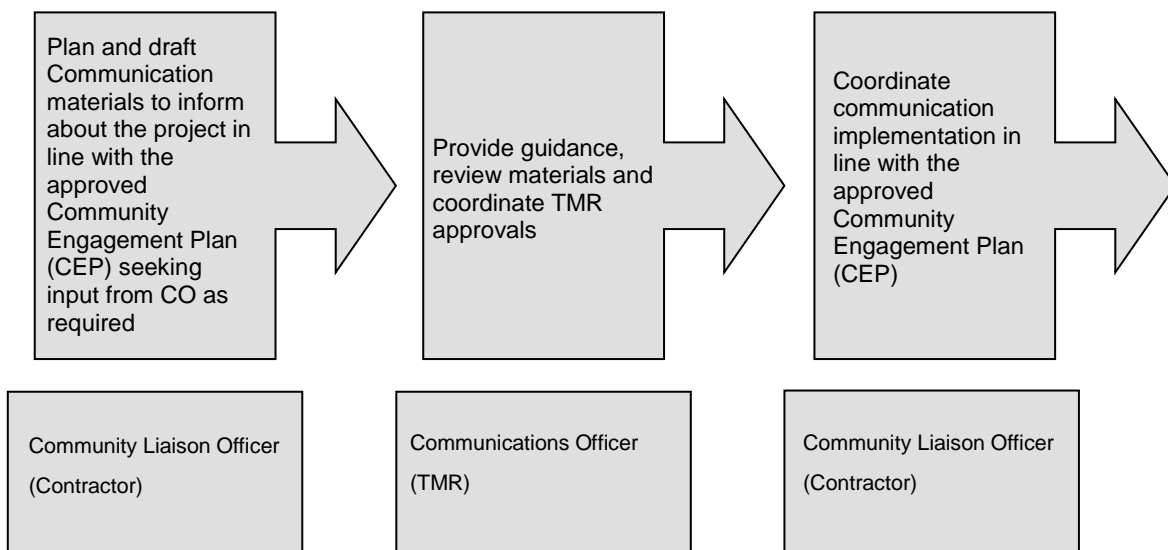 Plan and draft
Communication
materials to inform
about the project in
line with the
approved
Community
Engagement Plan
(CEP) seeking
input from CO as
required
Provide guidance,
review materials and
coordinate TMR
approvals
Coordinate
communication
implementation in
line with the
approved
Community
Engagement Plan
(CEP)
Community Liaison Officer
(Contractor)
Communications Officer
(TMR)
Community Liaison Officer
(Contractor)